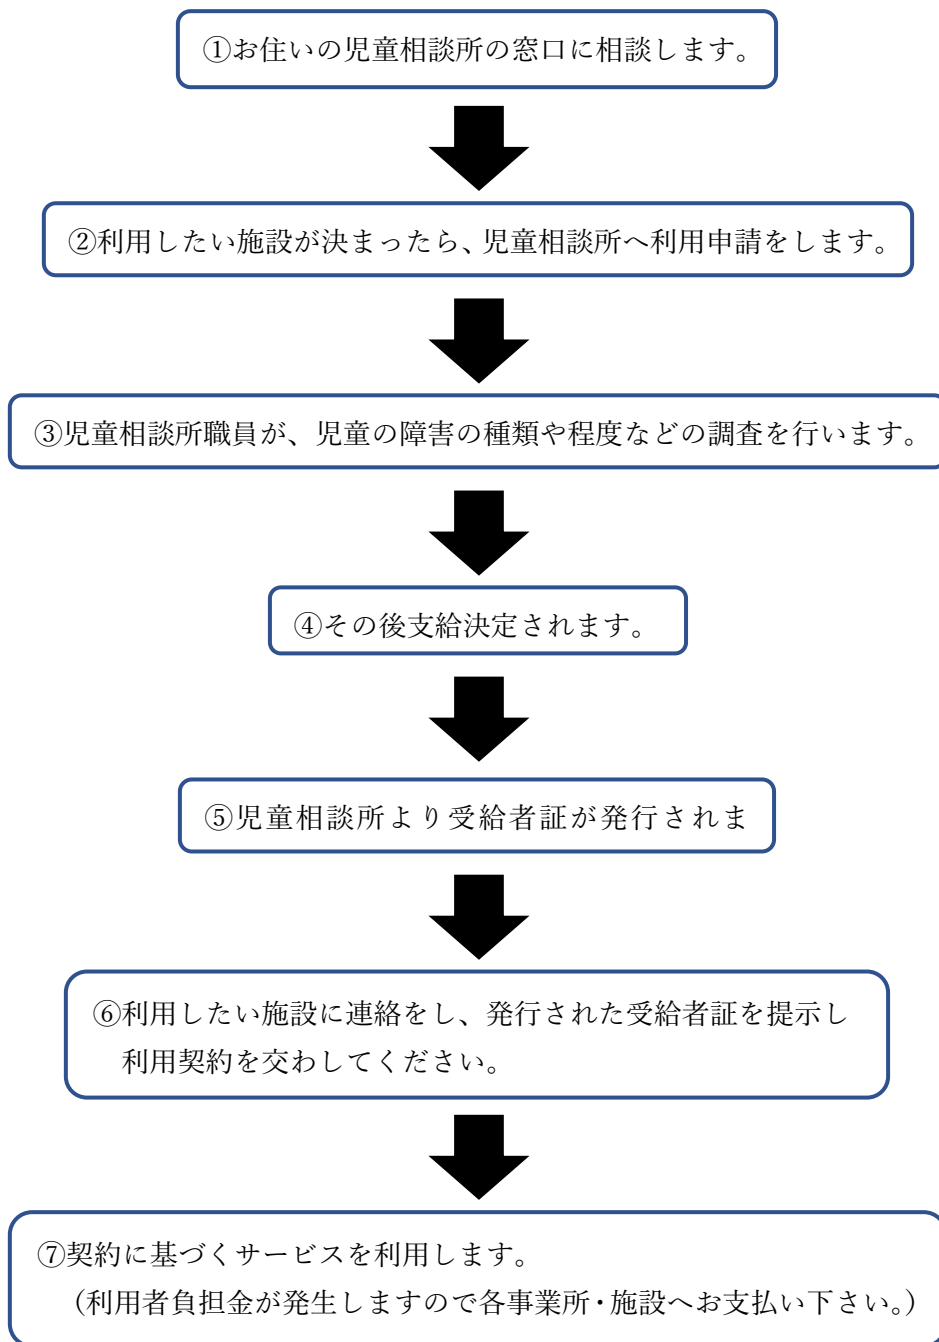 ①お住いの児童相談所の窓口に相談します。
②利用したい施設が決まったら、児童相談所へ利用申請をします。
③児童相談所職員が、児童の障害の種類や程度などの調査を行います。
④その後支給決定されます。
⑤児童相談所より受給者証が発行されま
⑥利用したい施設に連絡をし、発行された受給者証を提示し
利用契約を交わしてください。
⑦契約に基づくサービスを利用します。
（利用者負担金が発生しますので各事業所・施設へお支払い下さい。）